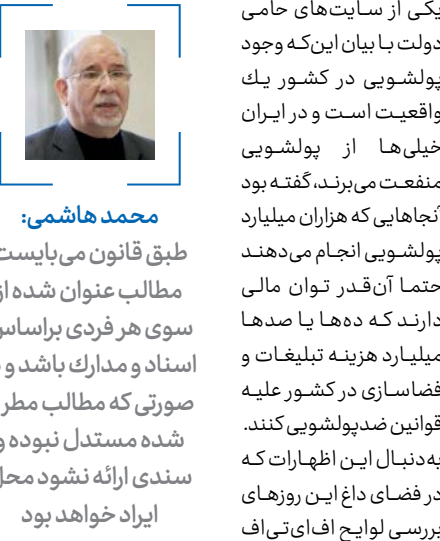 یکی از سایت‌های حامی
دولت با بیان این‌که وجود
پولشویی در کشور یك
واقعیت است و در ایران
خیلی‌ها از پولشویی
منفعت می‌برند، گفته بود
آنجاهایی که هزاران میلیارد
پولشویی انجام می‌دهند
حتما آن‌قدر توان مالی
دارند که ده‌ها یا صدها
میلیارد هزینه تبلیغات و
فضاسازی در کشور علیه
قوانین ضدپولشویی کنند.
به‌دنبال این اظهارات که
در فضای داغ این روزهای
بررسی لوایح اف‌ای‌تی‌اف
محمد هاشمی:
طبق قانون می‌بایست
مطالب عنوان شده از
سوی هر فردی براساس
اسناد و مدارك باشد و
صورتی که مطالب مطر
شده مستدل نبوده و
سندی ارائه نشود محل
ایراد خواهد بود